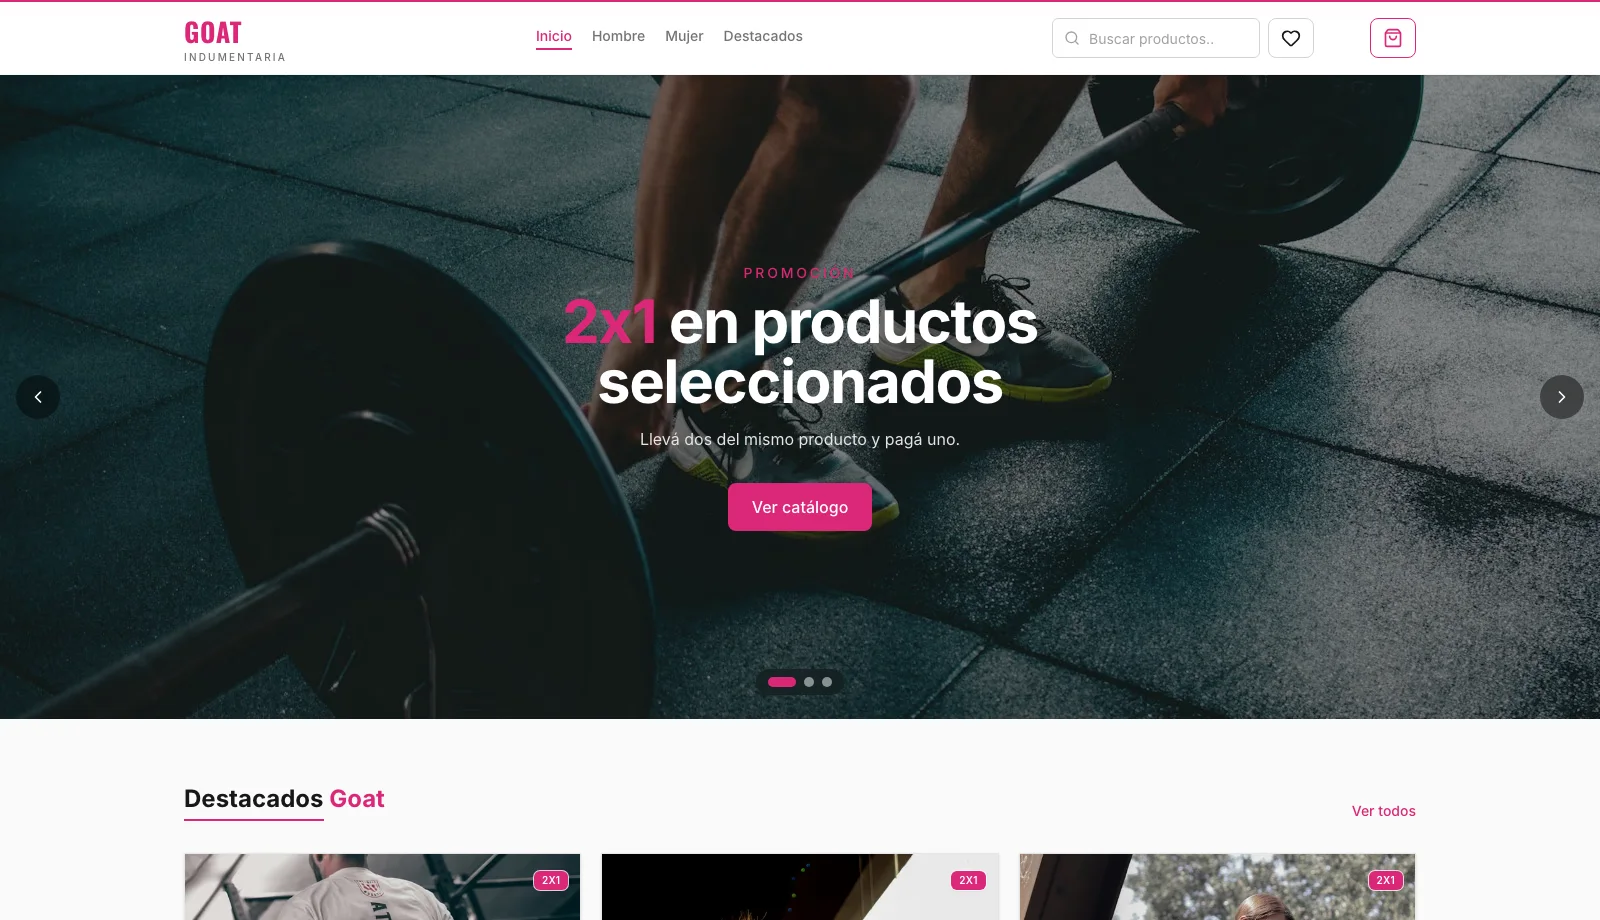 GOAT
INDUMENTARIA
Inicio
Hombre
Mujer
Destacados
Buscar productos..
PROMOCIÓN
2x1 en productos
seleccionados
Llevá dos del mismo producto y pagá uno.
Ver catálogo
Destacados Goat
Ver todos
2X1
2X1
2X1